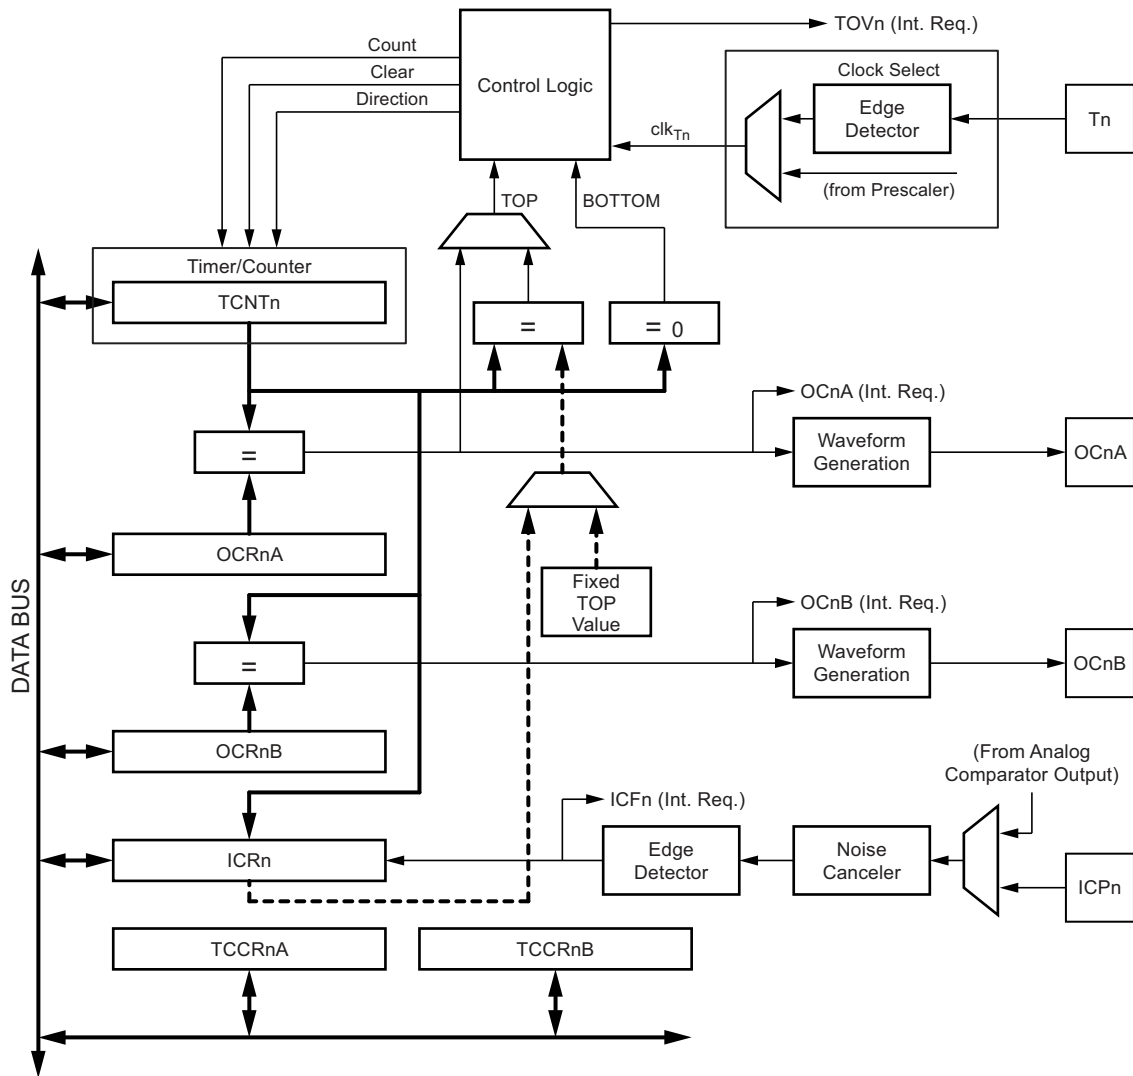 TOVn (Int. Req.)
Count
Clear
Direction
Control Logic
Clock Select
Edge
Detector
Tn
clkTn
(from Prescaler)
TOP
BOTTOM
Timer/Counter
TCNTn
=
= 0
OCnA (Int. Req.)
=
Waveform
Generation
OCnA
OCRnA
Fixed
TOP
Value
DATA BUS
OCnB (Int. Req.)
=
Waveform
Generation
OCnB
OCRnB
(From Analog
Comparator Output)
ICFn (Int. Req.)
ICRn
Edge
Detector
Noise
Canceler
ICPn
TCCRnA
TCCRnB